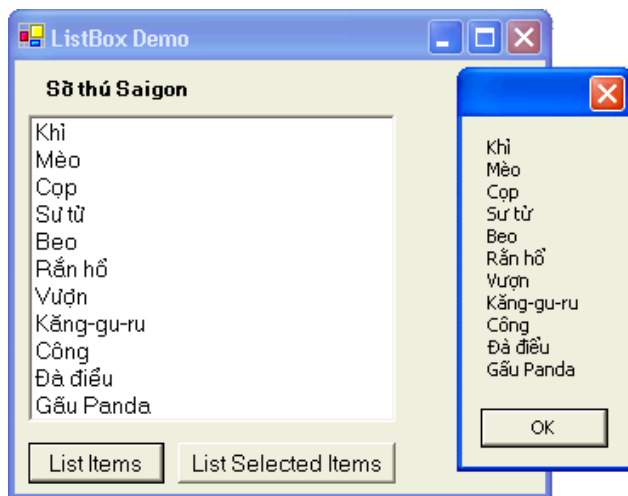 ListBox Demo
Sở thú Saigon
Khỉ
Mèo
Cọp
Sư tử
Beo
Rắn hổ
Vượn
Kăng-gu-ru
Công
Đà điểu
Gấu Panda
List Items
List Selected Items
Khỉ
Mèo
Cọp
Sư tử
Beo
Rắn hổ
Vượn
Kăng-gu-ru
Công
Đà điểu
Gấu Panda
OK